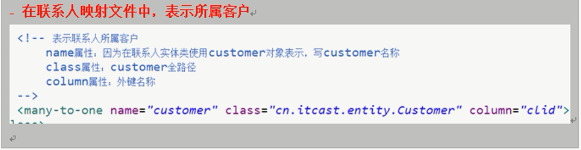 - 在联系人映射文件中，表示所属客户
<!-- 表示联系人所属客户
name属性：因为在联系人实体类使用customer对象表示，写customer名称
class属性：customer全路径
column属性：外键名称
-->
<many-to-one name="customer" class="cn.itcast.entity.Customer" column="clid">